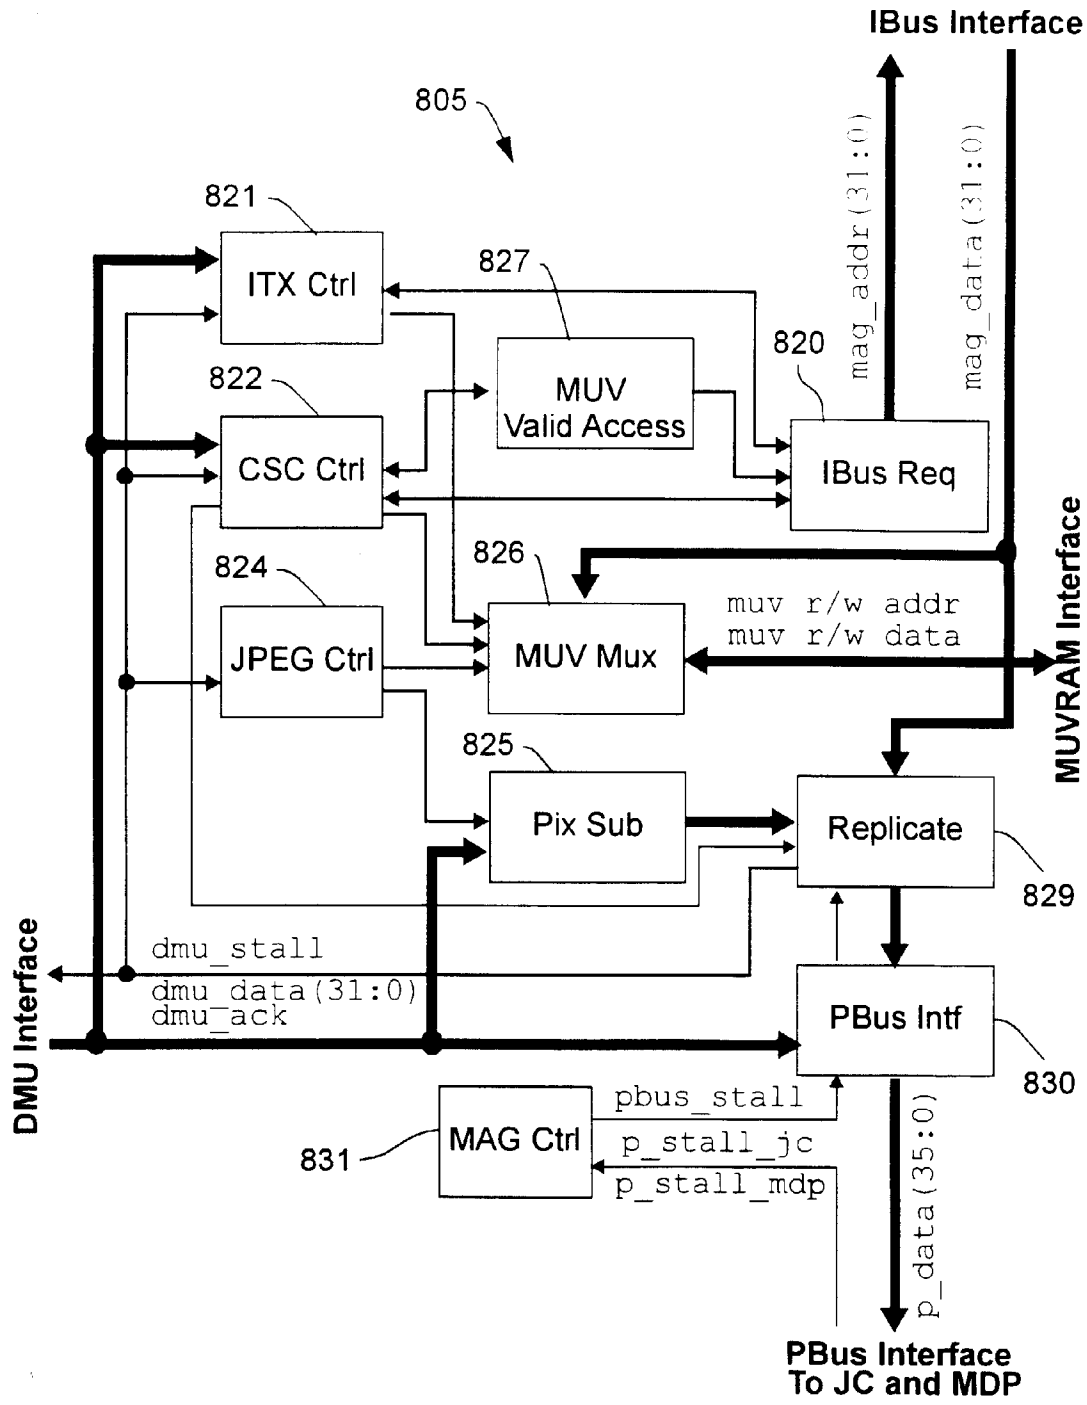 IBus Interface
805
mag_addr(31:0)
mag_data(31:0)
821
ITX Ctrl
827
MUV
Valid Access
820
IBus Req
822
CSC Ctrl
824
JPEG Ctrl
826
MUV Mux
muv r/w addr
muv r/w data
MUVRAM Interface
825
Pix Sub
Replicate
829
DMU Interface
dmu_stall
dmu_data(31:0)
dmu_ack
PBus Intf
830
831
MAG Ctrl
pbus_stall
p_stall_jc
p_stall_mdp
p_data(35:0)
PBus Interface
To JC and MDP